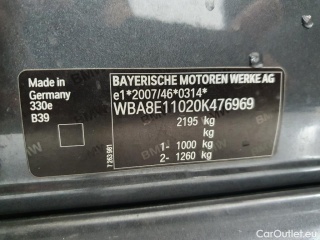 Made in
Germany
330e
B39
BAYERISCHE MOTOREN WERKE AG
e1*2007/46*0314*
WBA8E11020K476969
2195 kg
kg
1- 1000 kg
2- 1260 kg
7 263 981
CarOutlet.eu